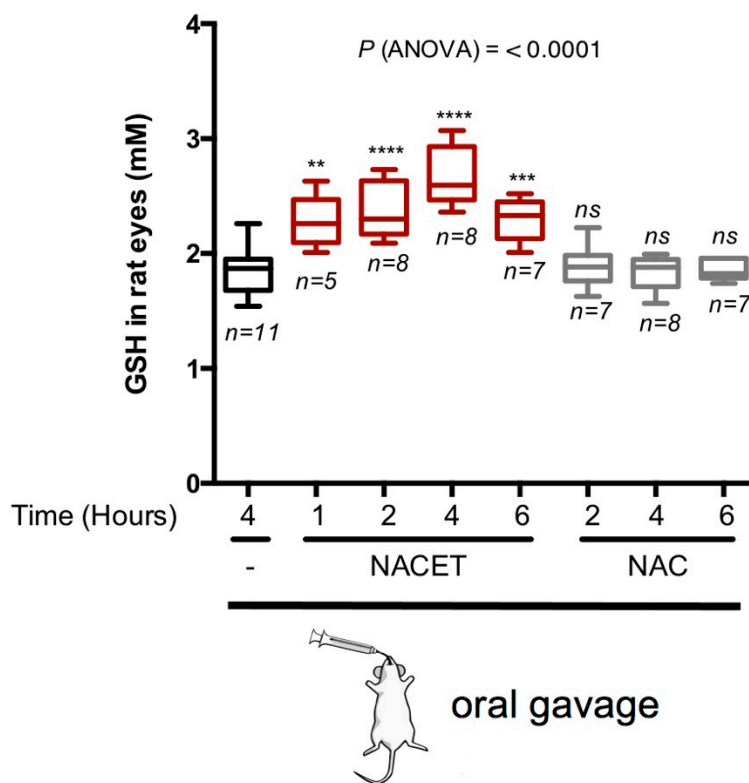 4
P (ANOVA) = < 0.0001
3
2
1
0
GSH in rat eyes (mM)
** **** **** *** ns ns ns
n=11 n=5 n=8 n=8 n=7 n=7 n=8 n=7
Time (Hours) 4 1 2 4 6 2 4 6
- NACET NAC
oral gavage